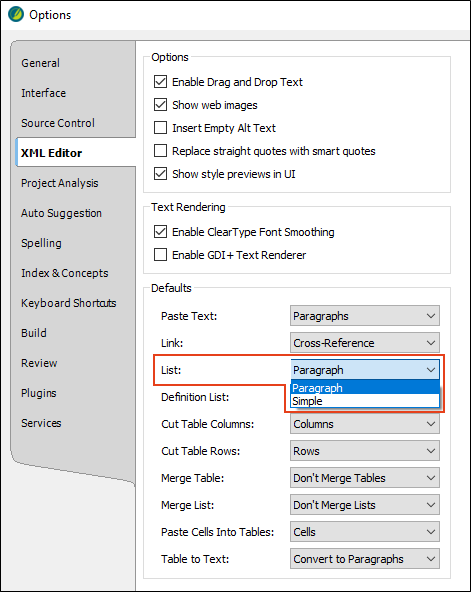 Options
General
Interface
Source Control
XML Editor
Project Analysis
Auto Suggestion
Spelling
Index & Concepts
Keyboard Shortcuts
Build
Review
Plugins
Services
Options
Enable Drag and Drop Text
Show web images
Insert Empty Alt Text
Replace straight quotes with smart quotes
Show style previews in UI
Text Rendering
Enable ClearType Font Smoothing
Enable GDI+ Text Renderer
Defaults
Paste Text: Paragraphs
Link: Cross-Reference
List: Paragraph
Paragraph
Definition List: Simple
Cut Table Columns: Columns
Cut Table Rows: Rows
Merge Table: Don't Merge Tables
Merge List: Don't Merge Lists
Paste Cells Into Tables: Cells
Table to Text: Convert to Paragraphs